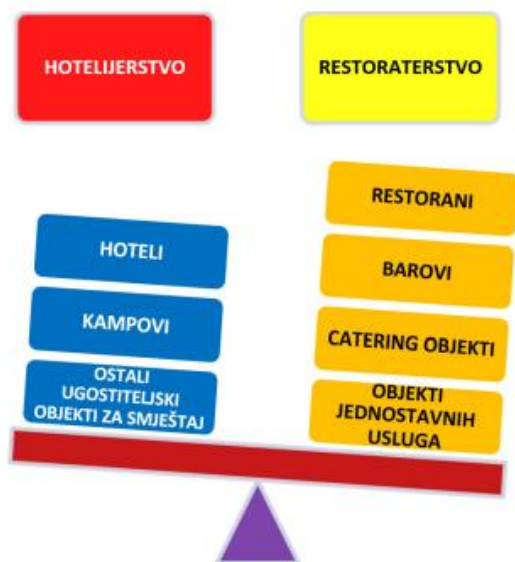 HOTELIJERSTVO
RESTORATERSTVO
HOTELI
KAMPOVI
OSTALI
UGOSTITELJSKI
OBJEKTI ZA SMJEŠTAJ
RESTORANI
BAROVI
CATERING OBJEKTI
OBJEKTI
JEDNOSTAVNIH
USLUGA